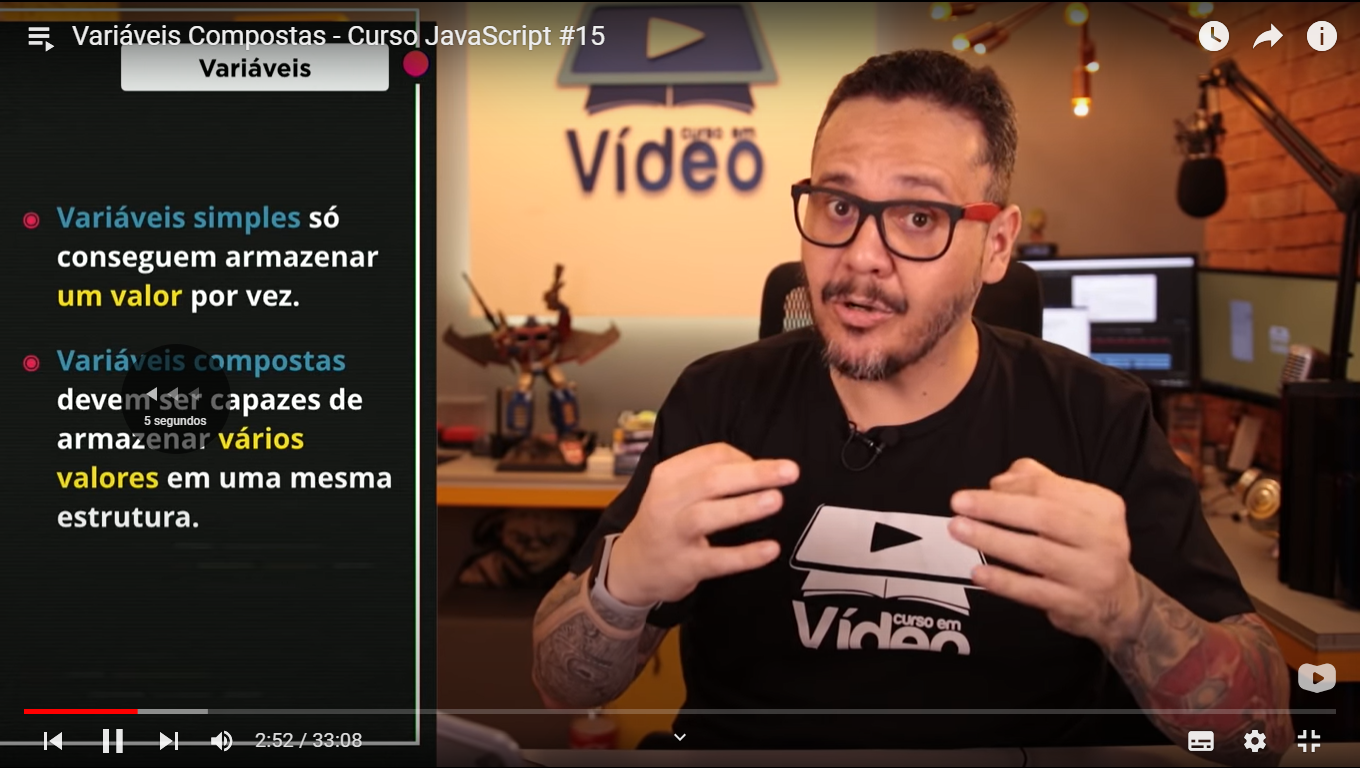 Variáveis Compostas - Curso JavaScript #15
Variáveis
Variáveis simples só
conseguem armazenar
um valor por vez.
Variáveis compostas
devem ser capazes de
armazenar vários
valores em uma mesma
estrutura.
5 segundos
curso em
Vídeo
curso em
Vídeo
2:52 / 33:08